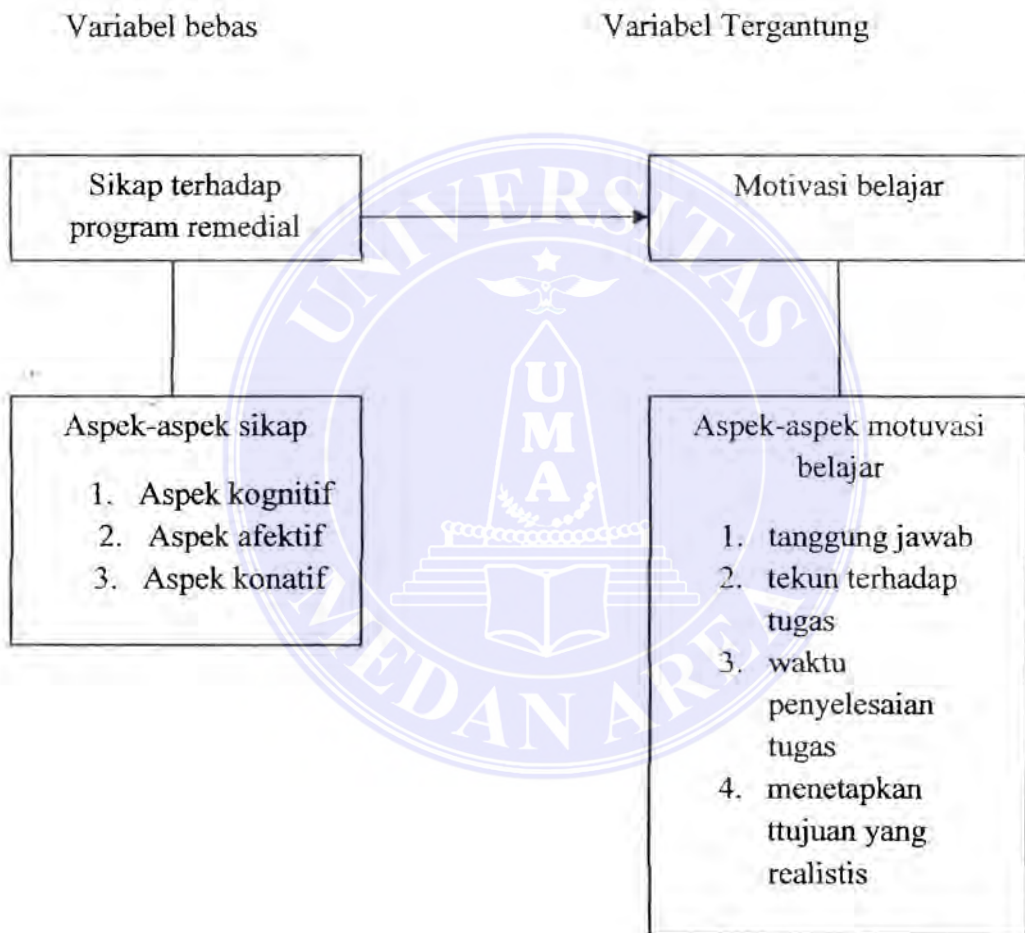 Variabel bebas
Variabel Tergantung
Sikap terhadap
program remedial
Motivasi belajar
Aspek-aspek sikap
1. Aspek kognitif
2. Aspek afektif
3. Aspek konatif
Aspek-aspek motuvasi
belajar
1. tanggung jawab
2. tekun terhadap
tugas
3. waktu
penyelesaian
tugas
4. menetapkan
ttujuan yang
realistis
UNIVERSITAS
UMA
MEDAN AREA